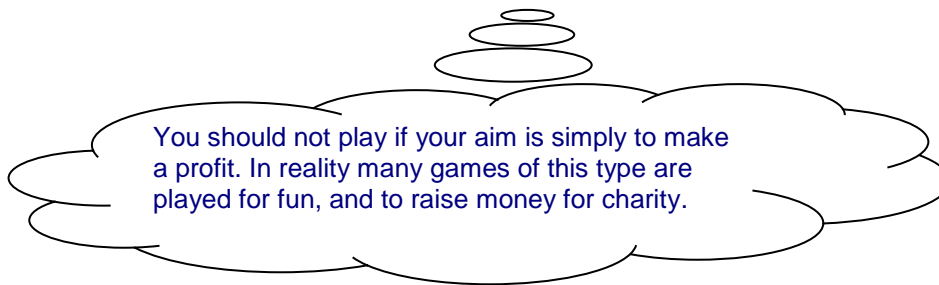 You should not play if your aim is simply to make
a profit. In reality many games of this type are
played for fun, and to raise money for charity.